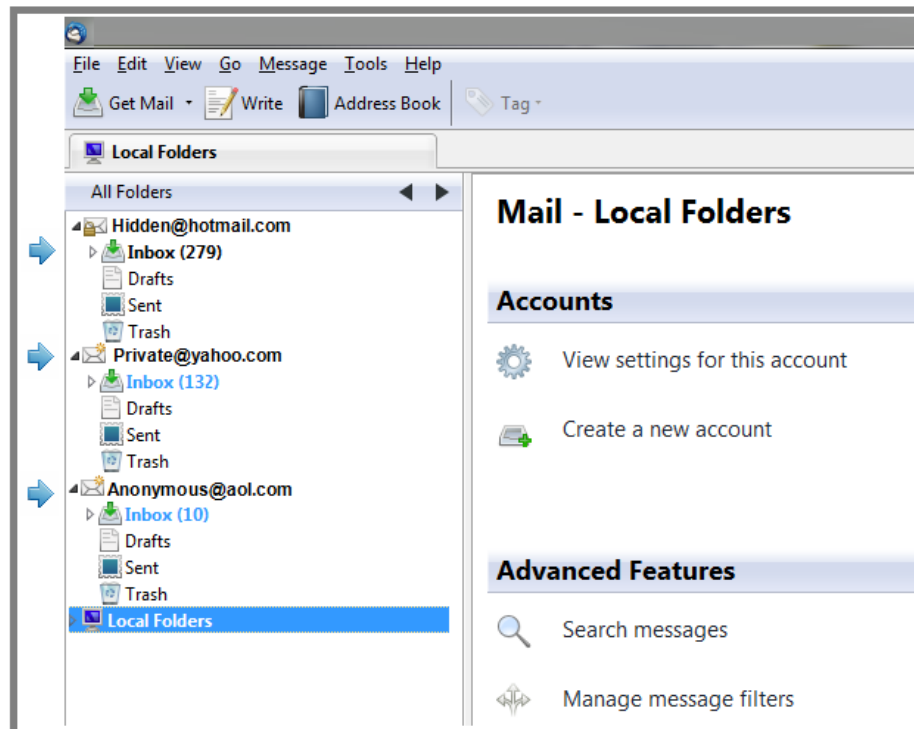 File Edit View Go Message Tools Help
Get Mail Write Address Book Tag
Local Folders
All Folders
Hidden@hotmail.com
Inbox (279)
Drafts
Sent
Trash
Private@yahoo.com
Inbox (132)
Drafts
Sent
Trash
Anonymous@aol.com
Inbox (10)
Drafts
Sent
Trash
Local Folders
Mail - Local Folders
Accounts
View settings for this account
Create a new account
Advanced Features
Search messages
Manage message filters